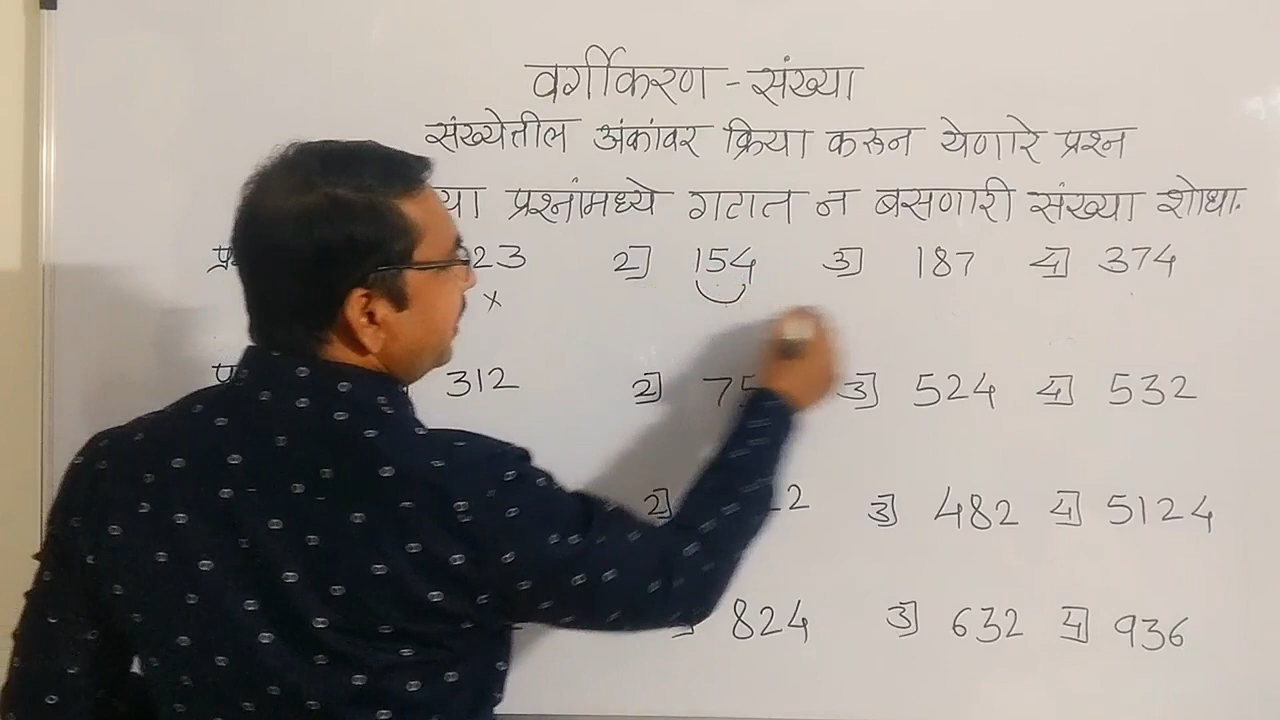 वर्गीकरण - संख्या
संख्येतील अंकांवर क्रिया करून येणारे प्रश्न
प्रश्नांमध्ये गटात न बसणारी संख्या शोधा.
23 2] 154 3] 187 4] 374
x
312 2] 3] 524 4] 532
2] 3] 482 4] 5124
824 3] 632 4] 936